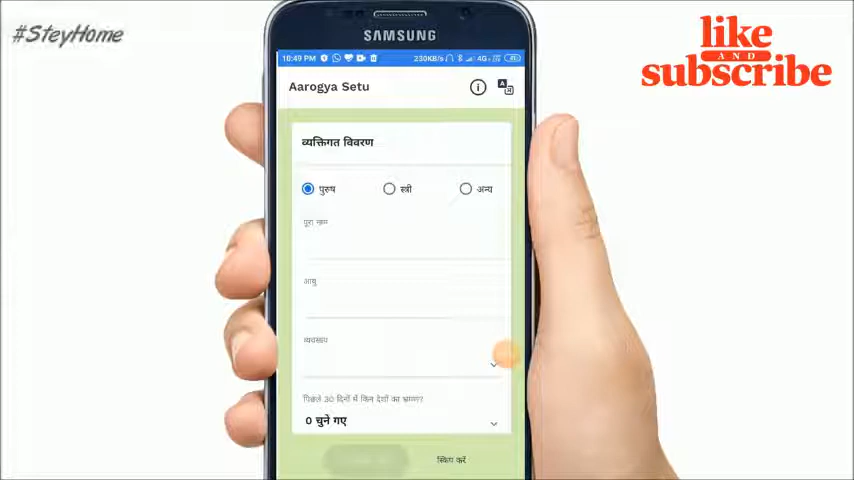 #SteyHome
like
AND
subscribe
SAMSUNG
10:49 PM 230KB/s 4G+
Aarogya Setu
व्यक्तिगत विवरण
पुरुष स्त्री अन्य
पूरा नाम
आयु
व्यवसाय
पिछले 30 दिनों में किन देशों का भ्रमण?
0 चुने गए
स्किप करें